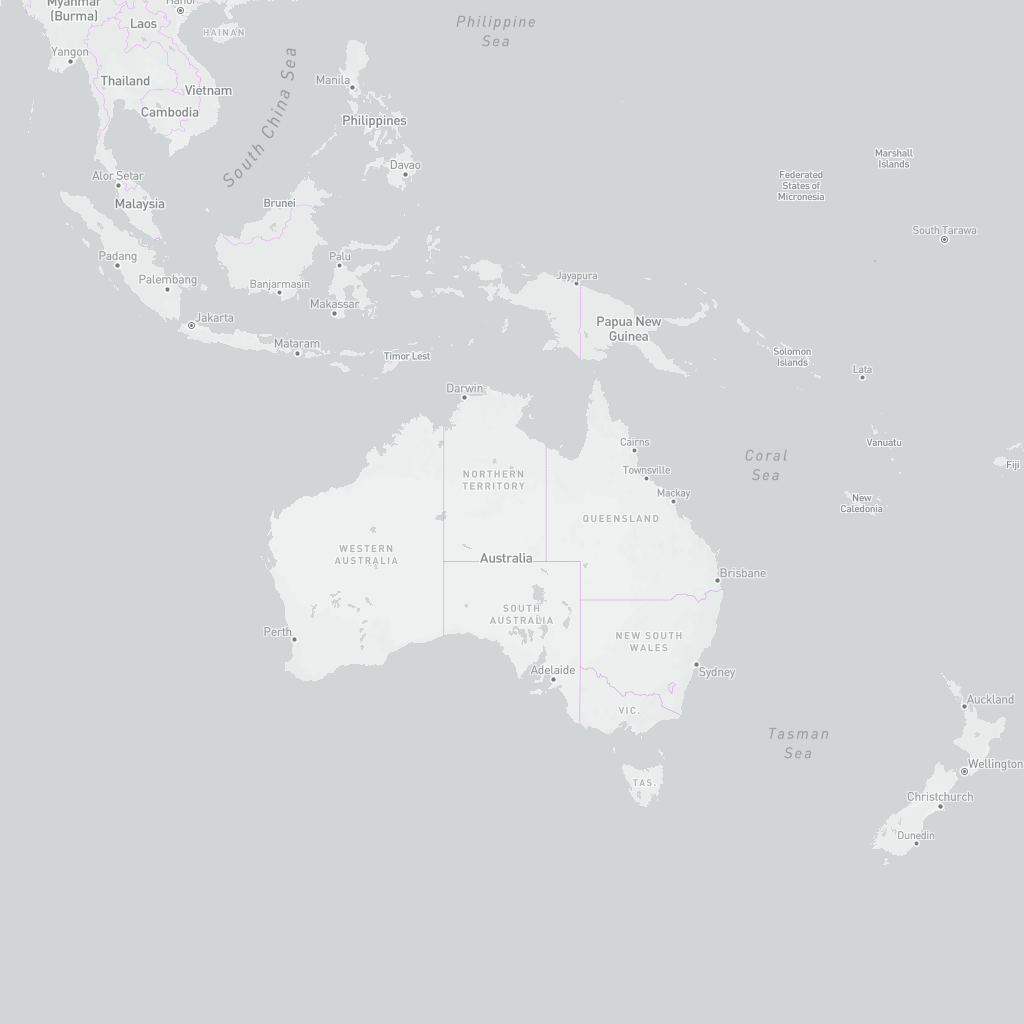 Myanmar
(Burma)
Hanoi
Laos
HAINAN
Philippine
Sea
Yangon
Thailand
Vietnam
Manila
Cambodia
South China Sea
Philippines
Marshall
Islands
Davao
Alor Setar
Federated
States of
Micronesia
Malaysia
Brunei
South Tarawa
Padang
Palu
Palembang
Banjarmasin
Jayapura
Makassar
Jakarta
Papua New
Guinea
Mataram
Timor Lest
Solomon
Islands
Lata
Darwin
Cairns
Vanuatu
Coral
Sea
Fiji
Townsville
NORTHERN
TERRITORY
Mackay
New
Caledonia
QUEENSLAND
WESTERN
AUSTRALIA
Australia
Brisbane
SOUTH
AUSTRALIA
Perth
NEW SOUTH
WALES
Adelaide
Sydney
Auckland
VIC.
Tasman
Sea
Wellington
TAS.
Christchurch
Dunedin